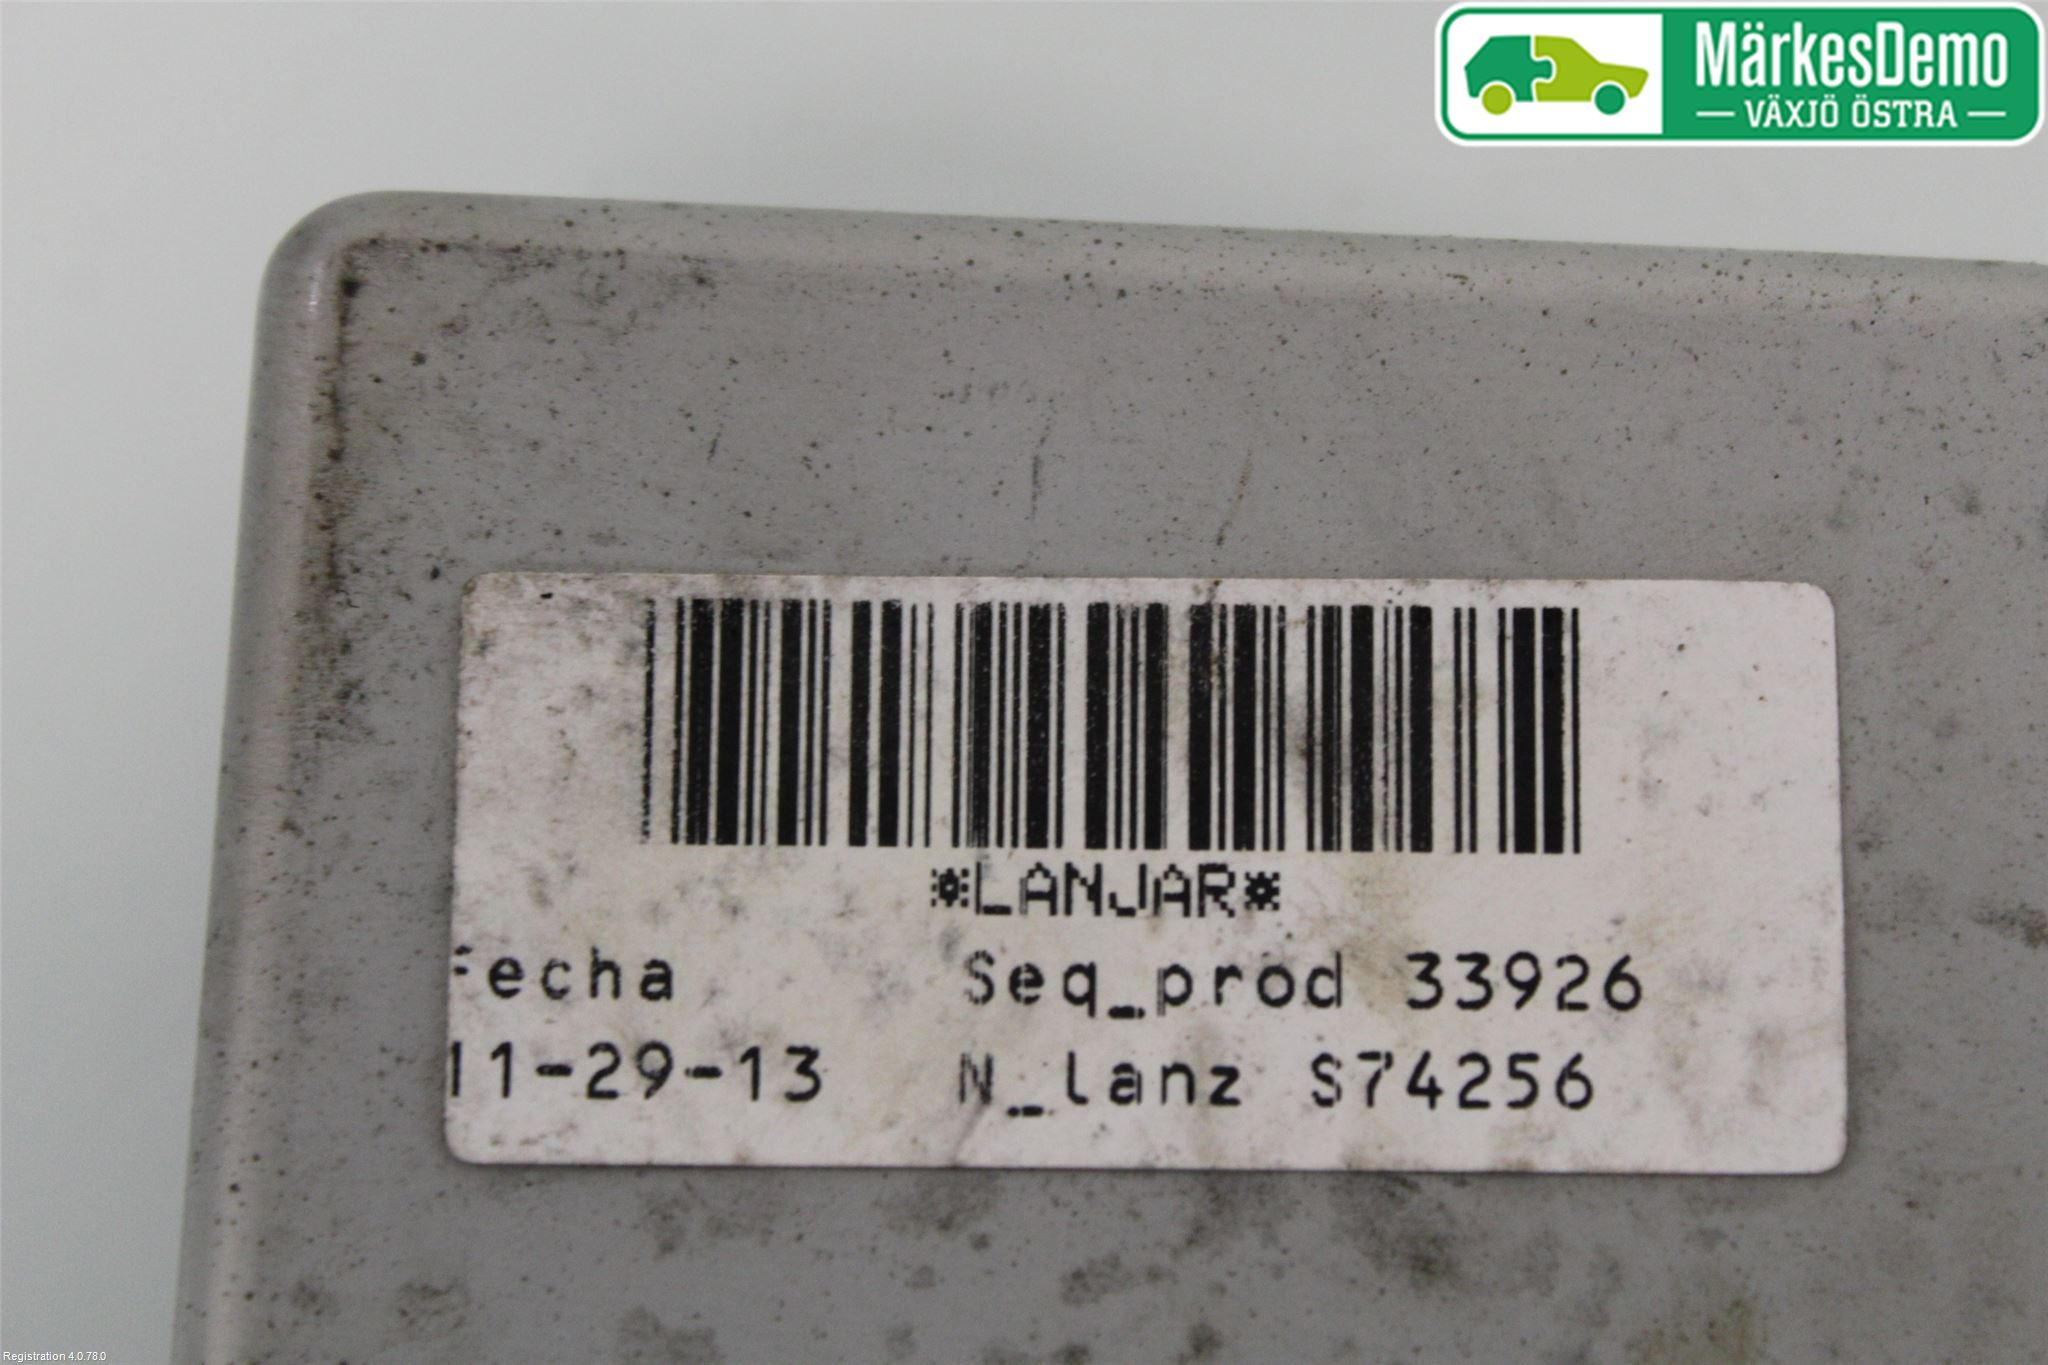 MärkesDemo
VÄXJÖ ÖSTRA
*LANJAR*
Fecha Seq_prod 33926
11-29-13 N_lanz S74256
Registration 4.0.78.0